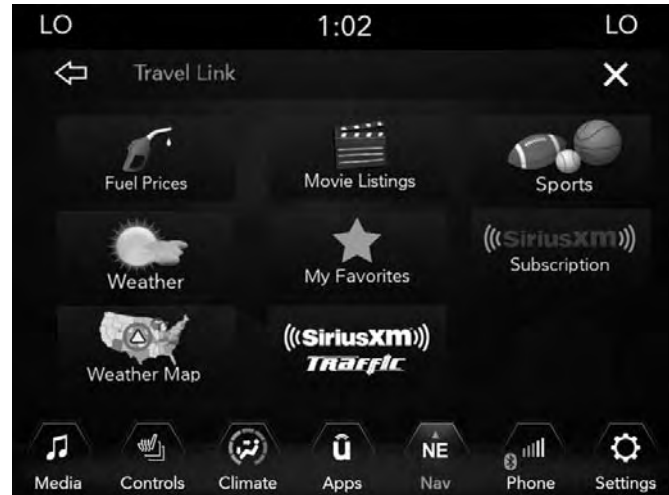 LO 1:02 LO
Travel Link
Fuel Prices Movie Listings Sports
((SiriusXM))
Weather My Favorites Subscription
((SiriusXM))
Traffic
Weather Map
û NE
Media Controls Climate Apps Nav Phone Settings